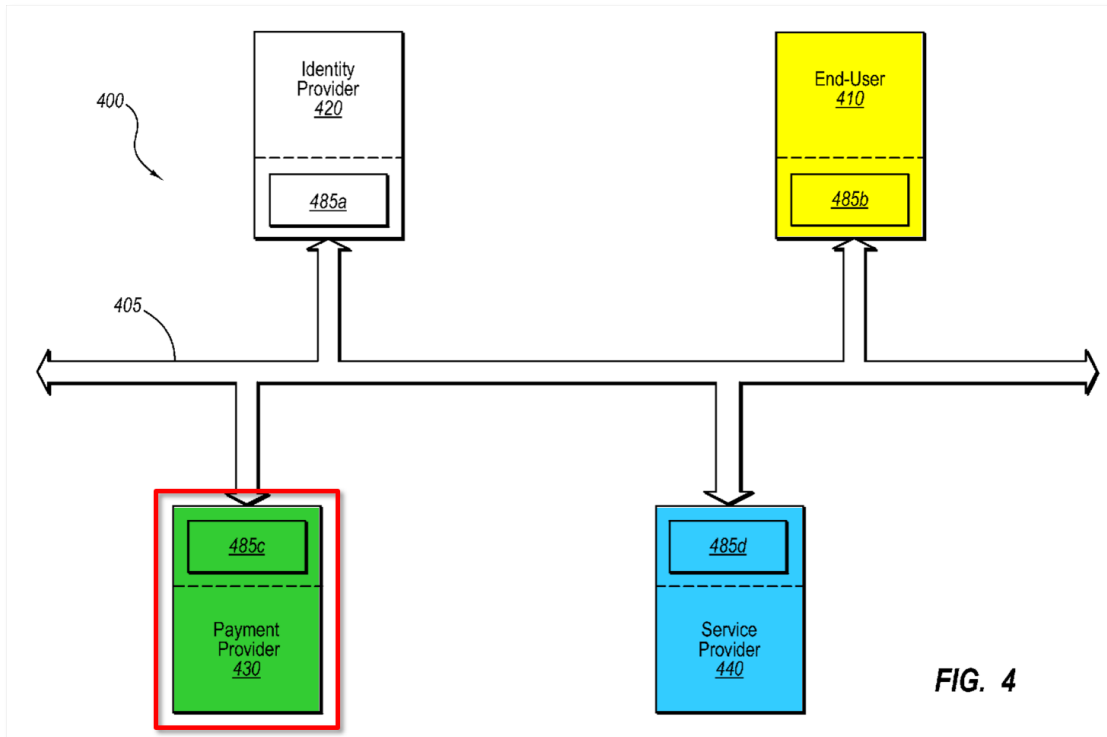 Identity
Provider
420
End-User
410
400
485a
485b
405
485c
485d
Payment
Provider
430
Service
Provider
440
FIG. 4